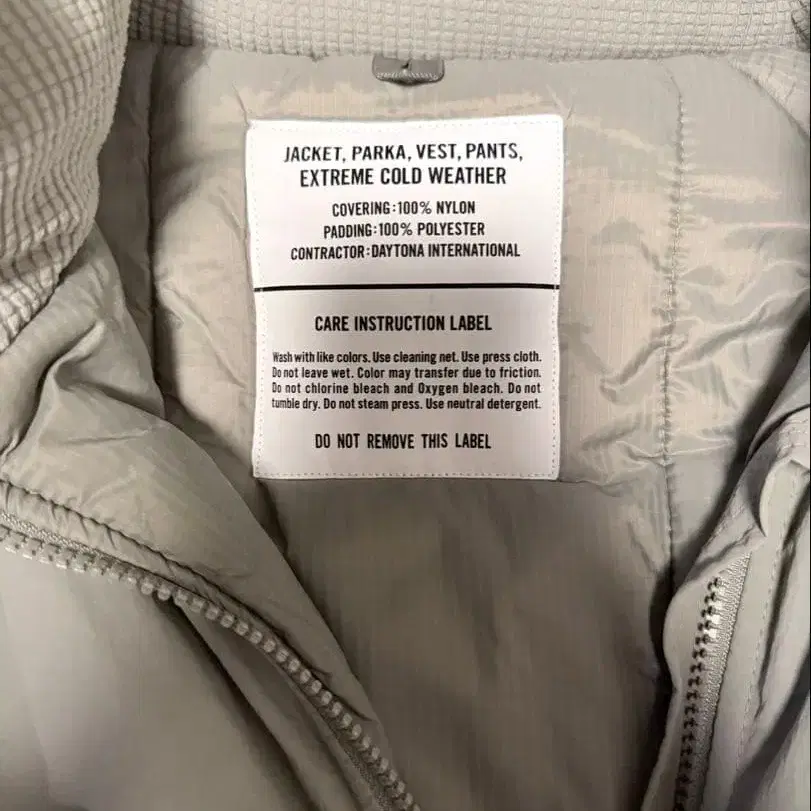 JACKET, PARKA, VEST, PANTS,
EXTREME COLD WEATHER
COVERING:100% NYLON
PADDING:100% POLYESTER
CONTRACTOR:DAYTONA INTERNATIONAL
CARE INSTRUCTION LABEL
Wash with like colors. Use cleaning net. Use press cloth.
Do not leave wet. Color may transfer due to friction.
Do not chlorine bleach and Oxygen bleach. Do not
tumble dry. Do not steam press. Use neutral detergent.
DO NOT REMOVE THIS LABEL